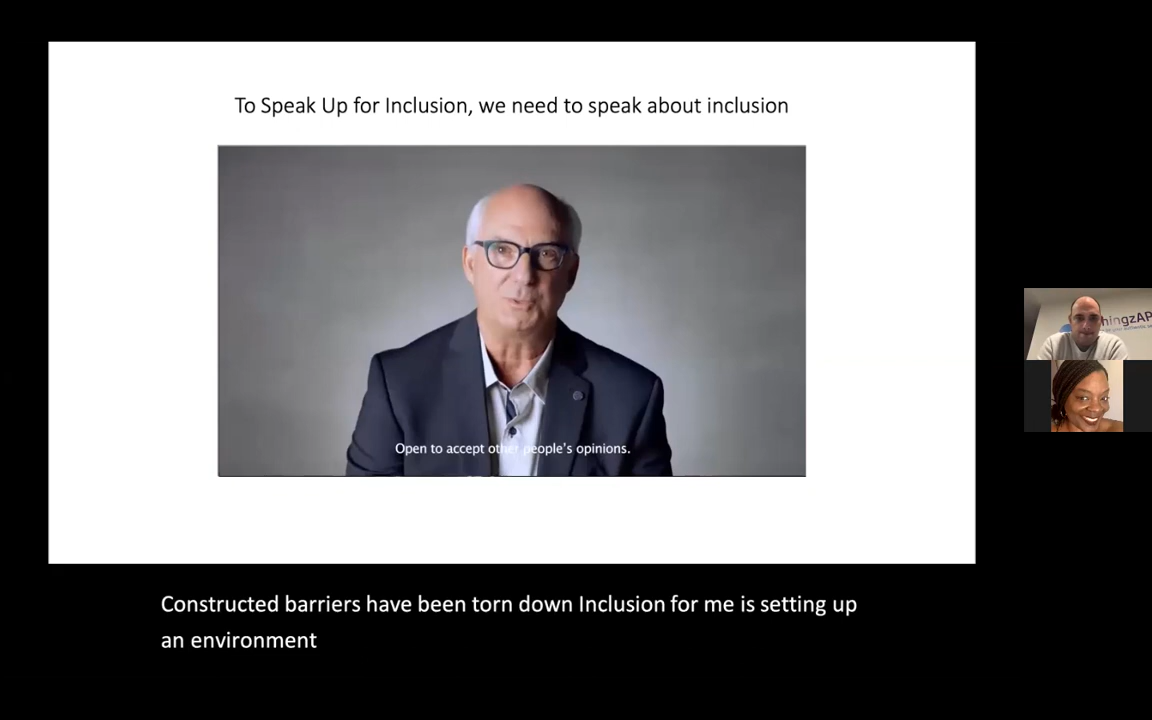 To Speak Up for Inclusion, we need to speak about inclusion
Open to accept other people's opinions.
hingzAP
Constructed barriers have been torn down Inclusion for me is setting up
an environment